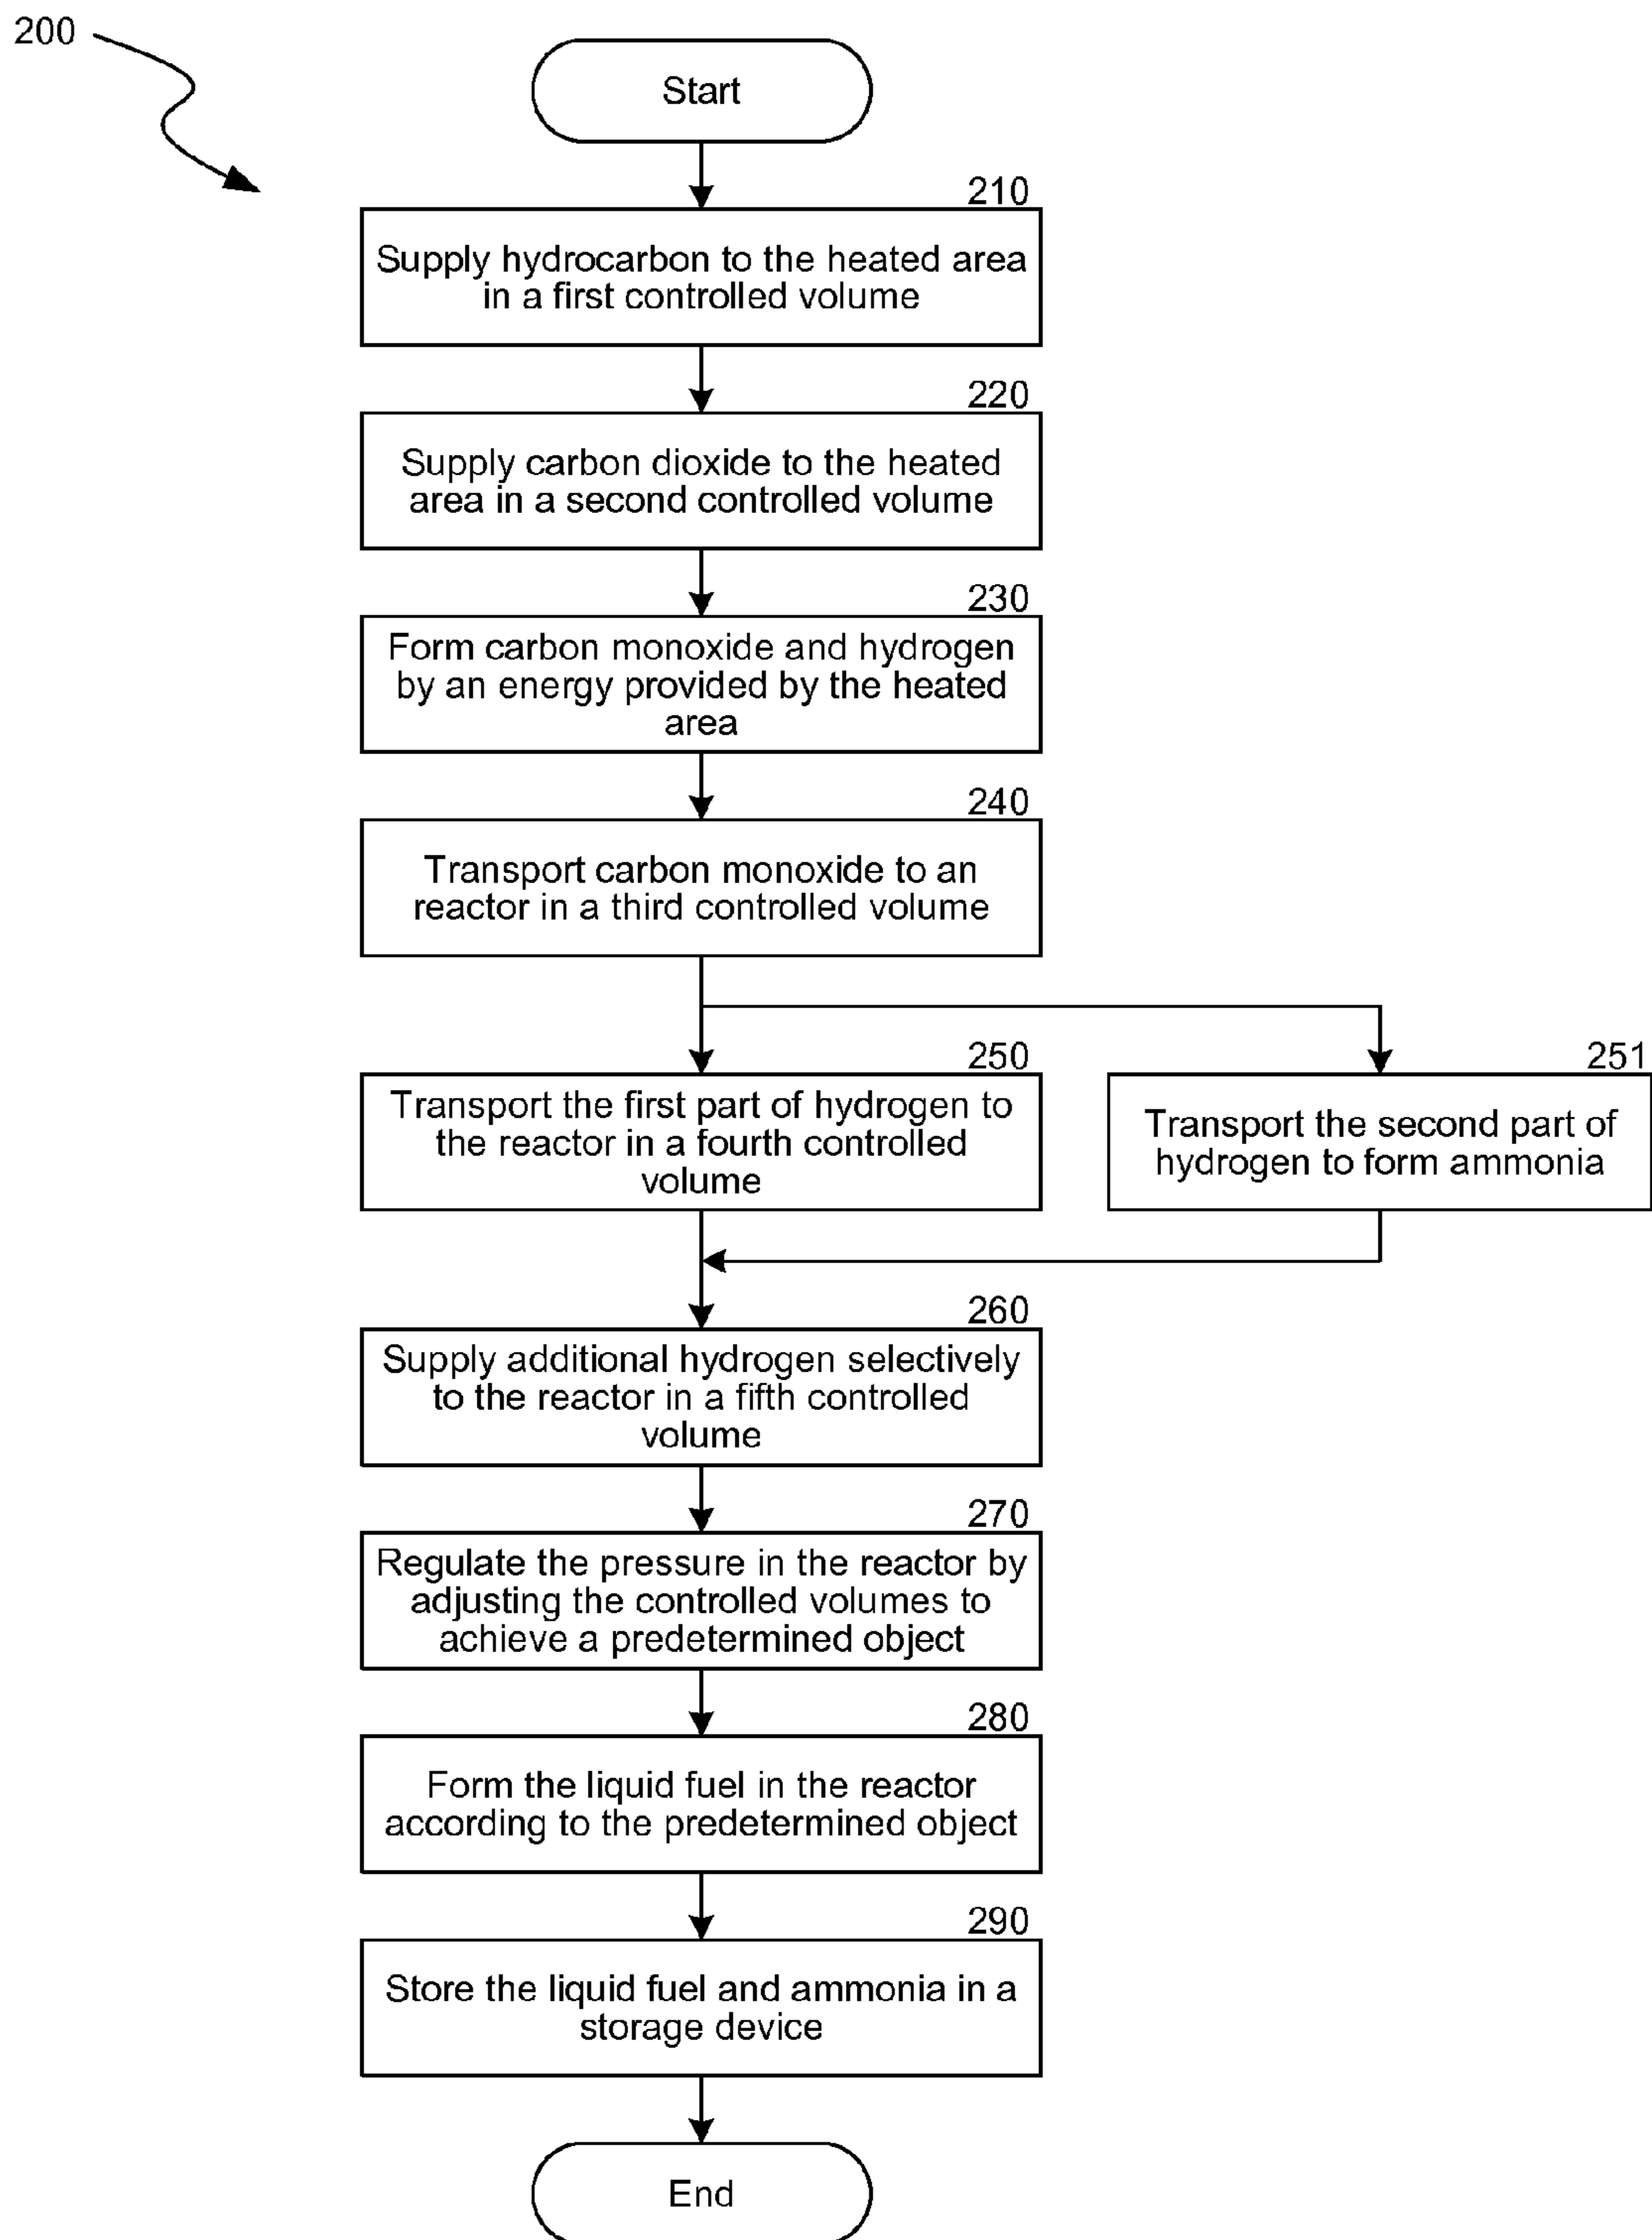 200
Start
210
Supply hydrocarbon to the heated area
in a first controlled volume
220
Supply carbon dioxide to the heated
area in a second controlled volume
230
Form carbon monoxide and hydrogen
by an energy provided by the heated
area
240
Transport carbon monoxide to an
reactor in a third controlled volume
250
Transport the first part of hydrogen to
the reactor in a fourth controlled
volume
251
Transport the second part of
hydrogen to form ammonia
260
Supply additional hydrogen selectively
to the reactor in a fifth controlled
volume
270
Regulate the pressure in the reactor by
adjusting the controlled volumes to
achieve a predetermined object
280
Form the liquid fuel in the reactor
according to the predetermined object
290
Store the liquid fuel and ammonia in a
storage device
End